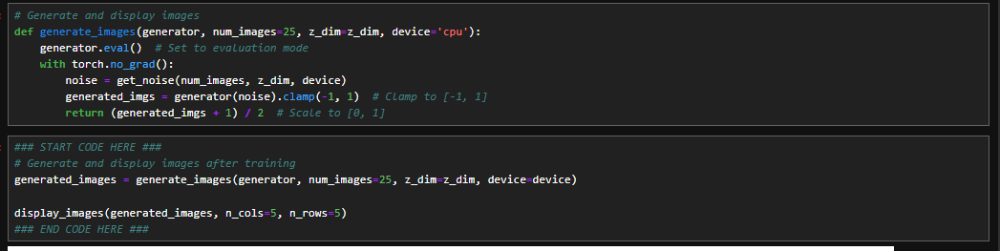 # Generate and display images
def generate_images(generator, num_images=25, z_dim=z_dim, device='cpu'):
    generator.eval()  # Set to evaluation mode
    with torch.no_grad():
        noise = get_noise(num_images, z_dim, device)
        generated_imgs = generator(noise).clamp(-1, 1)  # Clamp to [-1, 1]
        return (generated_imgs + 1) / 2  # Scale to [0, 1]
### START CODE HERE ###
# Generate and display images after training
generated_images = generate_images(generator, num_images=25, z_dim=z_dim, device=device)
display_images(generated_images, n_cols=5, n_rows=5)
### END CODE HERE ###